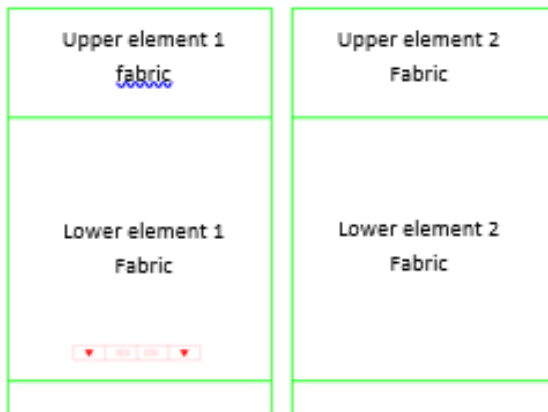 Upper element 1
fabric
Upper element 2
Fabric
Lower element 1
Fabric
Lower element 2
Fabric